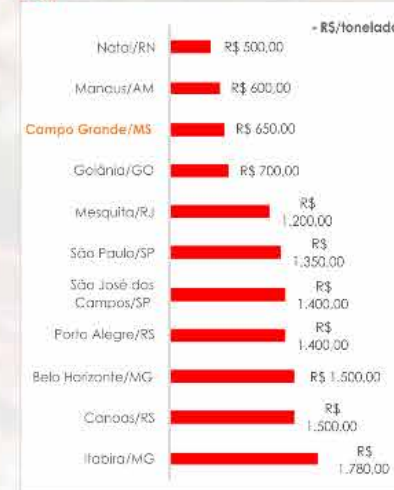 - R$/tonelada
Natal/RN R$ 500,00
Manaus/AM R$ 600,00
Campo Grande/MS R$ 650,00
Goiânia/GO R$ 700,00
Mesquita/RJ R$
1.200,00
São Paulo/SP R$
1.350,00
São José dos
Campos/SP R$
1.400,00
Porto Alegre/RS R$
1.400,00
Belo Horizonte/MG R$ 1.500,00
Canoas/RS R$
1.500,00
Itabira/MG R$
1.780,00